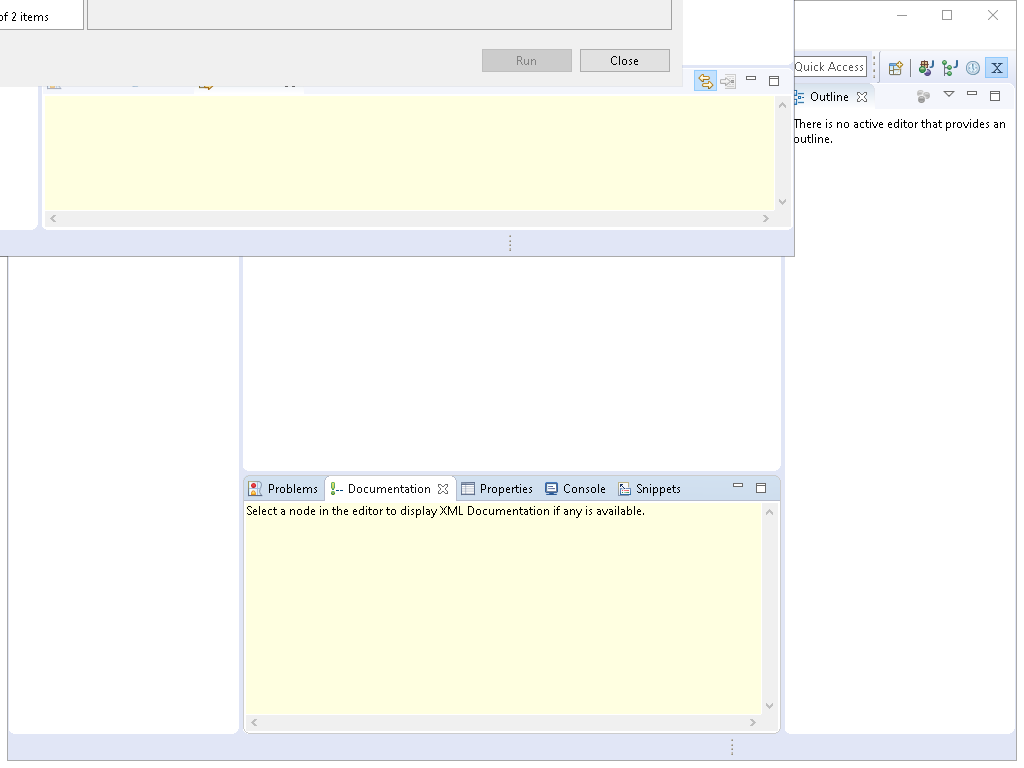 of 2 items
Run
Close
Quick Access
X
Outline
There is no active editor that provides an
outline.
Problems
Documentation
Properties
Console
Snippets
Select a node in the editor to display XML Documentation if any is available.